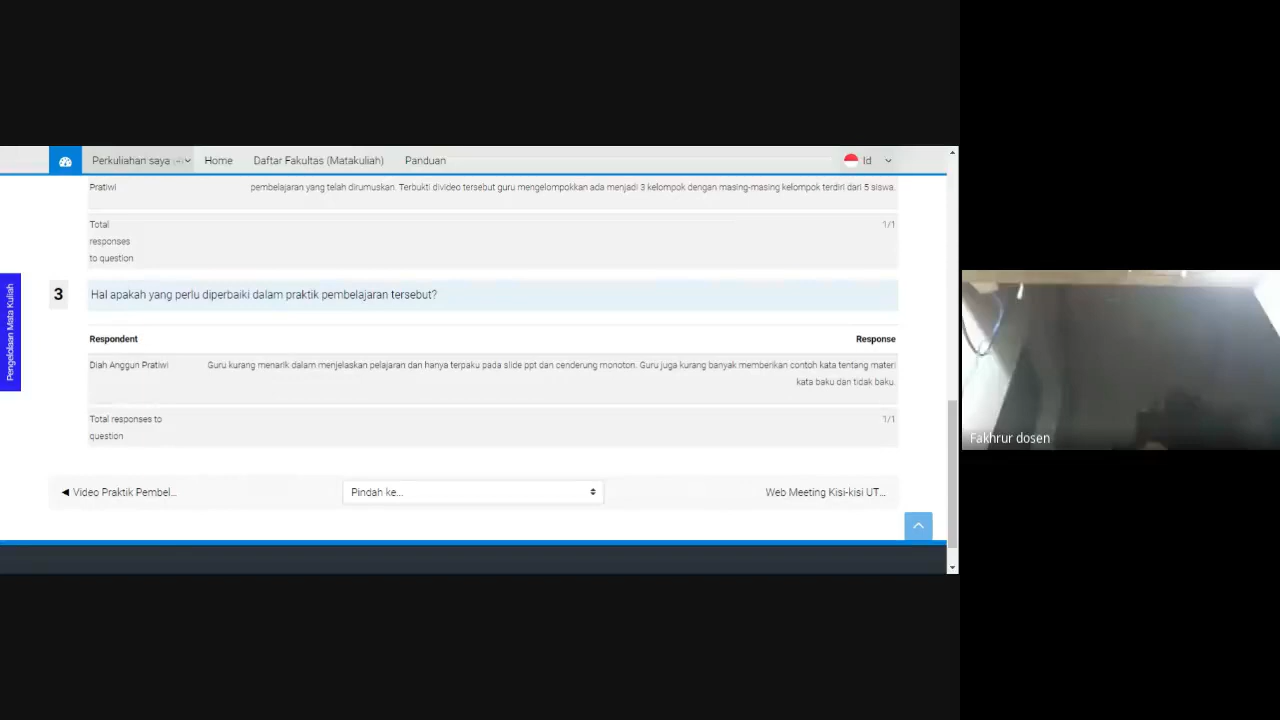 Perkuliahan saya Home Daftar Fakultas (Matakuliah) Panduan Id
Pratiwi pembelajaran yang telah dirumuskan. Terbukti divideo tersebut guru mengelompokkan ada menjadi 3 kelompok dengan masing-masing kelompok terdiri dari 5 siswa.
Total 1/1
responses
to question
Pengelolaan Mata Kuliah
3 Hal apakah yang perlu diperbaiki dalam praktik pembelajaran tersebut?
Respondent Response
Diah Anggun Pratiwi Guru kurang menarik dalam menjelaskan pelajaran dan hanya terpaku pada slide ppt dan cenderung monoton. Guru juga kurang banyak memberikan contoh kata tentang materi
kata baku dan tidak baku.
Total responses to 1/1
question
◀ Video Praktik Pembel... Pindah ke... Web Meeting Kisi-kisi UT...
Fakhrur dosen